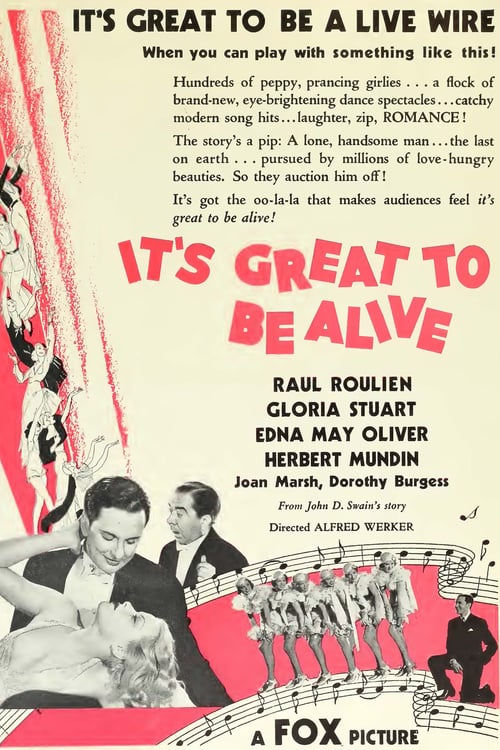 IT'S GREAT TO BE A LIVE WIRE
When you can play with something like this!
Hundreds of peppy, prancing girlies . . . a flock of
brand-new, eye-brightening dance spectacles . . . catchy
modern song hits . . . laughter, zip, ROMANCE!
The story's a pip: A lone, handsome man . . . the last
on earth . . . pursued by millions of love-hungry
beauties. So they auction him off!
It's got the oo-la-la that makes audiences feel it's
great to be alive!
IT'S GREAT TO
BE ALIVE
RAUL ROULIEN
GLORIA STUART
EDNA MAY OLIVER
HERBERT MUNDIN
Joan Marsh, Dorothy Burgess
From John D. Swain's story
Directed ALFRED WERKER
A FOX PICTURE